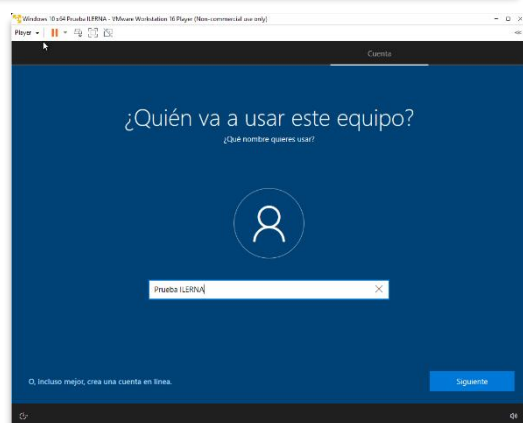 Windows 10 x64 Prueba ILERNA - VMware Workstation 16 Player (Non-commercial use only)
Player
Cuenta
¿Quién va a usar este equipo?
¿Qué nombre quieres usar?
Prueba ILERNA
O, incluso mejor, crea una cuenta en línea.
Siguiente